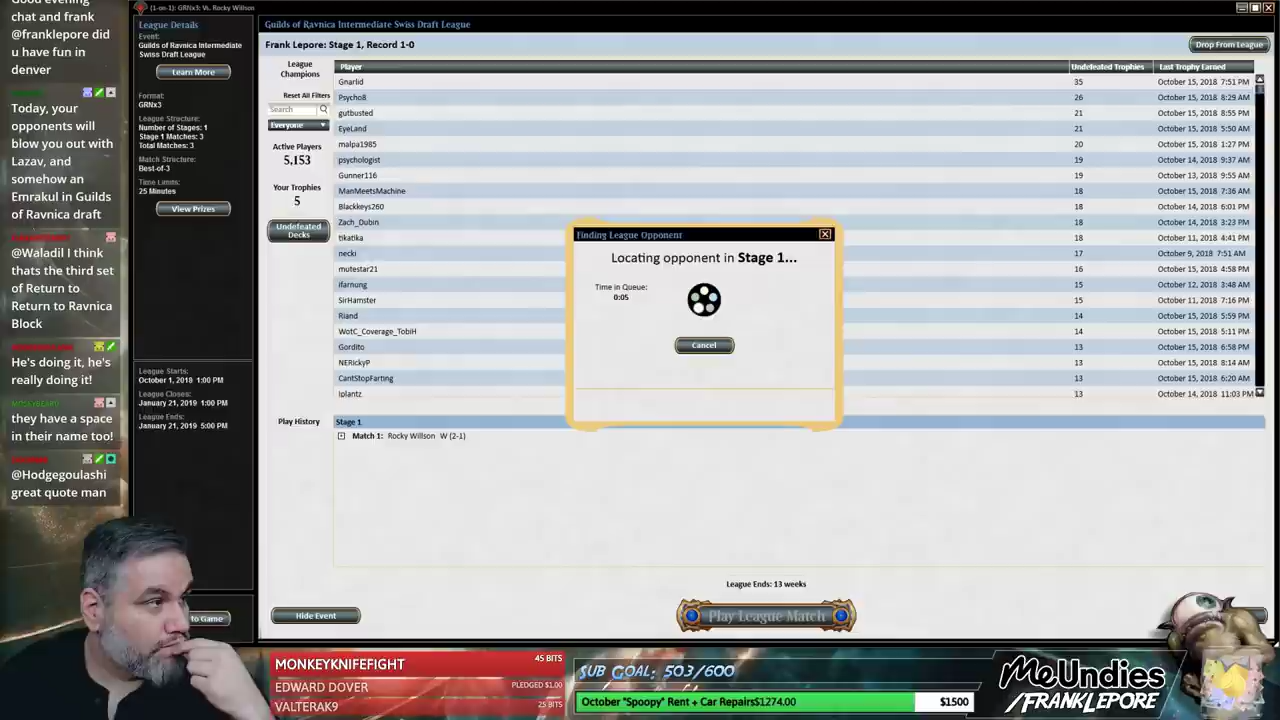 Good evening
chat and frank
@franklepore did
u have fun in
denver
Today, your
opponents will
blow you out with
Lazav, and
somehow an
Emrakul in Guilds
of Ravnica draft
@Waladil I think
thats the third set
of Return to
Return to Ravnica
Block
He's doing it, he's
really doing it!
they have a space
in their name too!
@Hodgegoulashi
great quote man
(1-on-1): GRNx3: Vs. Rocky Willson
League Details
Event:
Guilds of Ravnica Intermediate
Swiss Draft League
Learn More
Format:
GRNx3
League Structure:
Number of Stages: 1
Stage 1 Matches: 3
Total Matches: 3
Match Structure:
Best-of-3
Time Limits:
25 Minutes
View Prizes
League Starts:
October 1, 2018 1:00 PM
League Closes:
January 21, 2019 1:00 PM
League Ends:
January 21, 2019 5:00 PM
to Game
Guilds of Ravnica Intermediate Swiss Draft League
Frank Lepore: Stage 1, Record 1-0
Drop From League
League
Champions
Reset All Filters
Search
Everyone
Active Players
5,153
Your Trophies
5
Undefeated
Decks
Player Undefeated Trophies Last Trophy Earned
Gnarlid 35 October 15, 2018 7:51 PM
Psycho8 26 October 15, 2018 8:29 AM
gutbusted 21 October 15, 2018 8:55 PM
EyeLand 21 October 15, 2018 5:50 AM
malpa1985 20 October 15, 2018 1:27 PM
psychologist 19 October 14, 2018 9:37 AM
Gunner116 19 October 13, 2018 9:55 AM
ManMeetsMachine 18 October 15, 2018 7:36 AM
Blackkeys260 18 October 14, 2018 6:01 PM
Zach_Dubin 18 October 14, 2018 3:23 PM
tikatika 18 October 11, 2018 4:41 PM
necki 17 October 9, 2018 7:51 AM
mutestar21 16 October 15, 2018 4:58 PM
ifarnung 15 October 12, 2018 3:48 AM
SirHamster 15 October 11, 2018 7:16 PM
Riand 14 October 15, 2018 5:59 PM
WotC_Coverage_TobiH 14 October 15, 2018 5:11 PM
Gordito 13 October 15, 2018 6:58 PM
NERickyP 13 October 15, 2018 8:14 AM
CantStopFarting 13 October 15, 2018 6:20 AM
lplantz 13 October 14, 2018 11:03 PM
Finding League Opponent
Locating opponent in Stage 1...
Time in Queue:
0:05
Cancel
Play History
Stage 1
Match 1: Rocky Willson W (2-1)
League Ends: 13 weeks
Hide Event
Play League Match
MONKEYKNIFEFIGHT 45 BITS
EDWARD DOVER PLEDGED $1.00
VALTERAK9 25 BITS
SUB GOAL: 503/600
October "Spoopy" Rent + Car Repairs$1274.00 $1500
MeUndies
/FRANKLEPORE